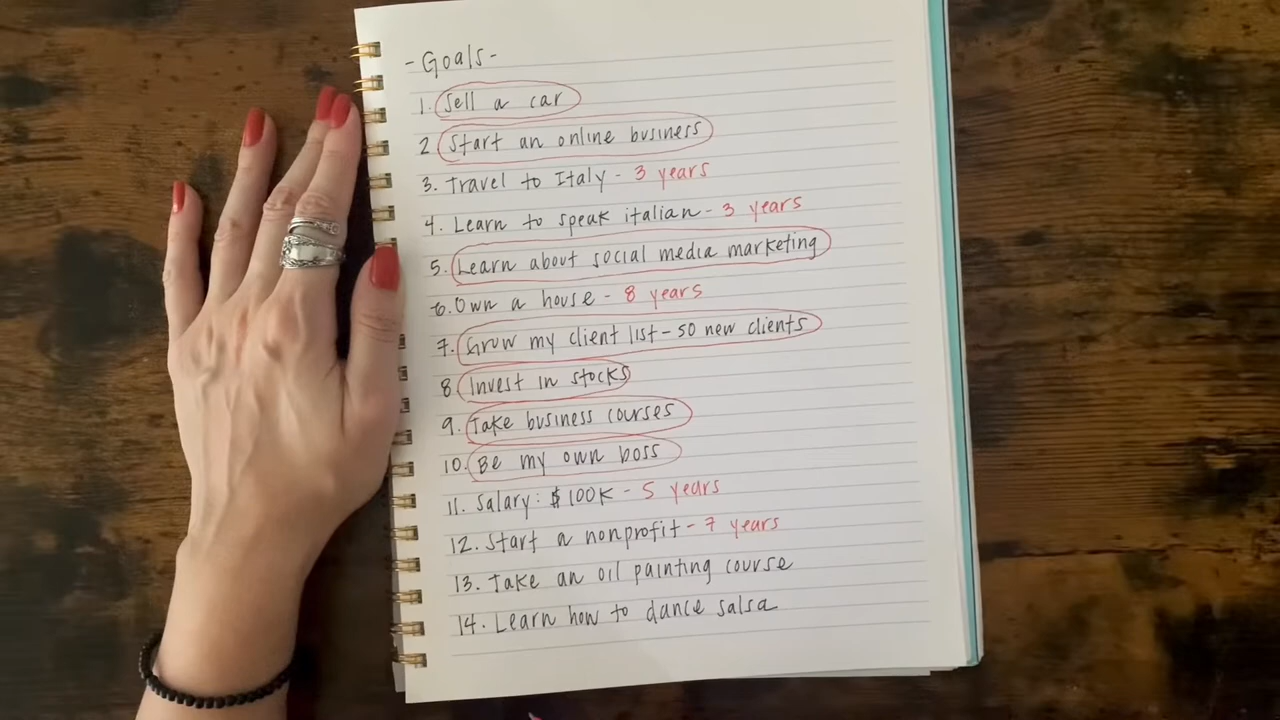 -Goals-
1. Sell a car
2 Start an online business
3. Travel to Italy - 3 years
4. Learn to speak italian - 3 years
5. Learn about social media marketing
6. Own a house - 8 years
7. Grow my client list - 50 new clients
8 Invest in stocks
9. Take business courses
10. Be my own boss
11. Salary: $100K - 5 years
12. Start a nonprofit - 7 years
13. Take an oil painting course
14. Learn how to dance salsa